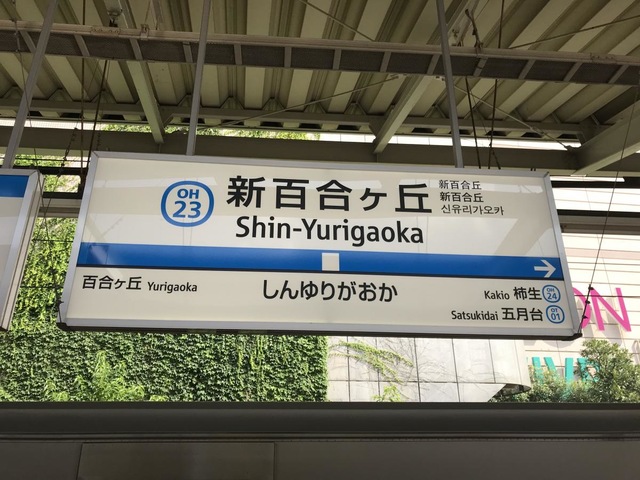 OH
23
新百合ヶ丘
新百合丘
新百合丘
신유리가오카
Shin-Yurigaoka
百合ヶ丘 Yurigaoka
しんゆりがおか
Kakio 柿生 OH 24
Satsukidai 五月台 OT 01
ON